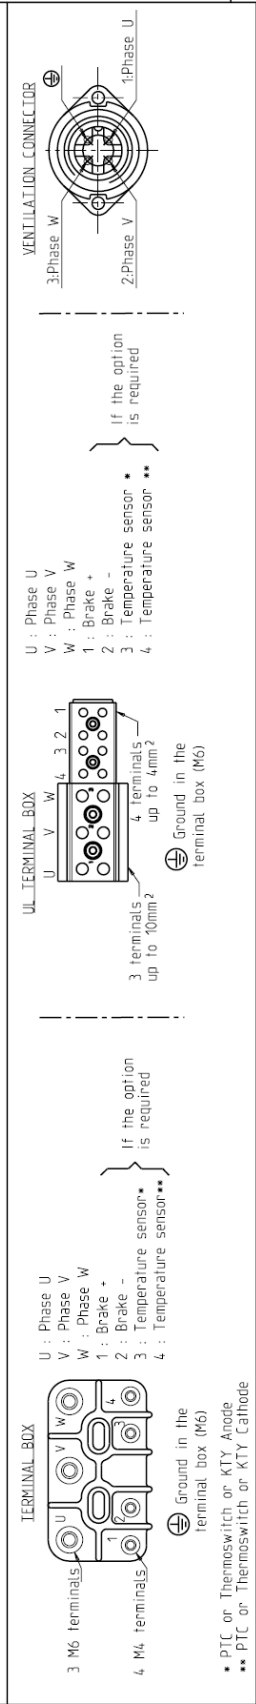 TERMINAL BOX
U V W
1 2 3 4
3 M6 terminals
4 M4 terminals
Ground in the
terminal box (M6)
U : Phase U
V : Phase V
W : Phase W
1 : Brake +
2 : Brake -
3 : Temperature sensor*
4 : Temperature sensor**
If the option
is required
* PTC or Thermoswitch or KTY Anode
** PTC or Thermoswitch or KTY Cathode
UL TERMINAL BOX
U V W 4 3 2 1
3 terminals
up to 10mm²
4 terminals
up to 4mm²
Ground in the
terminal box (M6)
U : Phase U
V : Phase V
W : Phase W
1 : Brake +
2 : Brake -
3 : Temperature sensor *
4 : Temperature sensor **
If the option
is required
VENTILATION CONNECTOR
3:Phase W
2:Phase V
1:Phase U